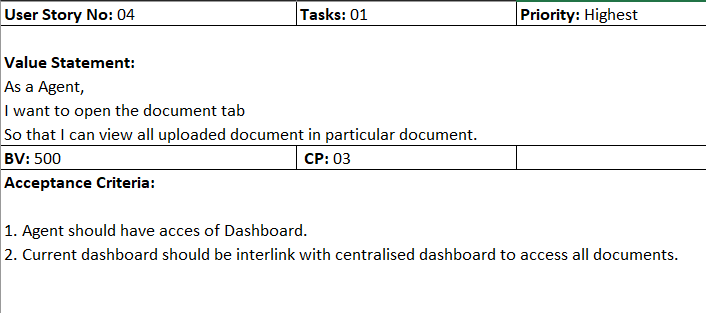 User Story No: 04 Tasks: 01 Priority: Highest
Value Statement:
As a Agent,
I want to open the document tab
So that I can view all uploaded document in particular document.
BV: 500 CP: 03
Acceptance Criteria:
1. Agent should have acces of Dashboard.
2. Current dashboard should be interlink with centralised dashboard to access all documents.